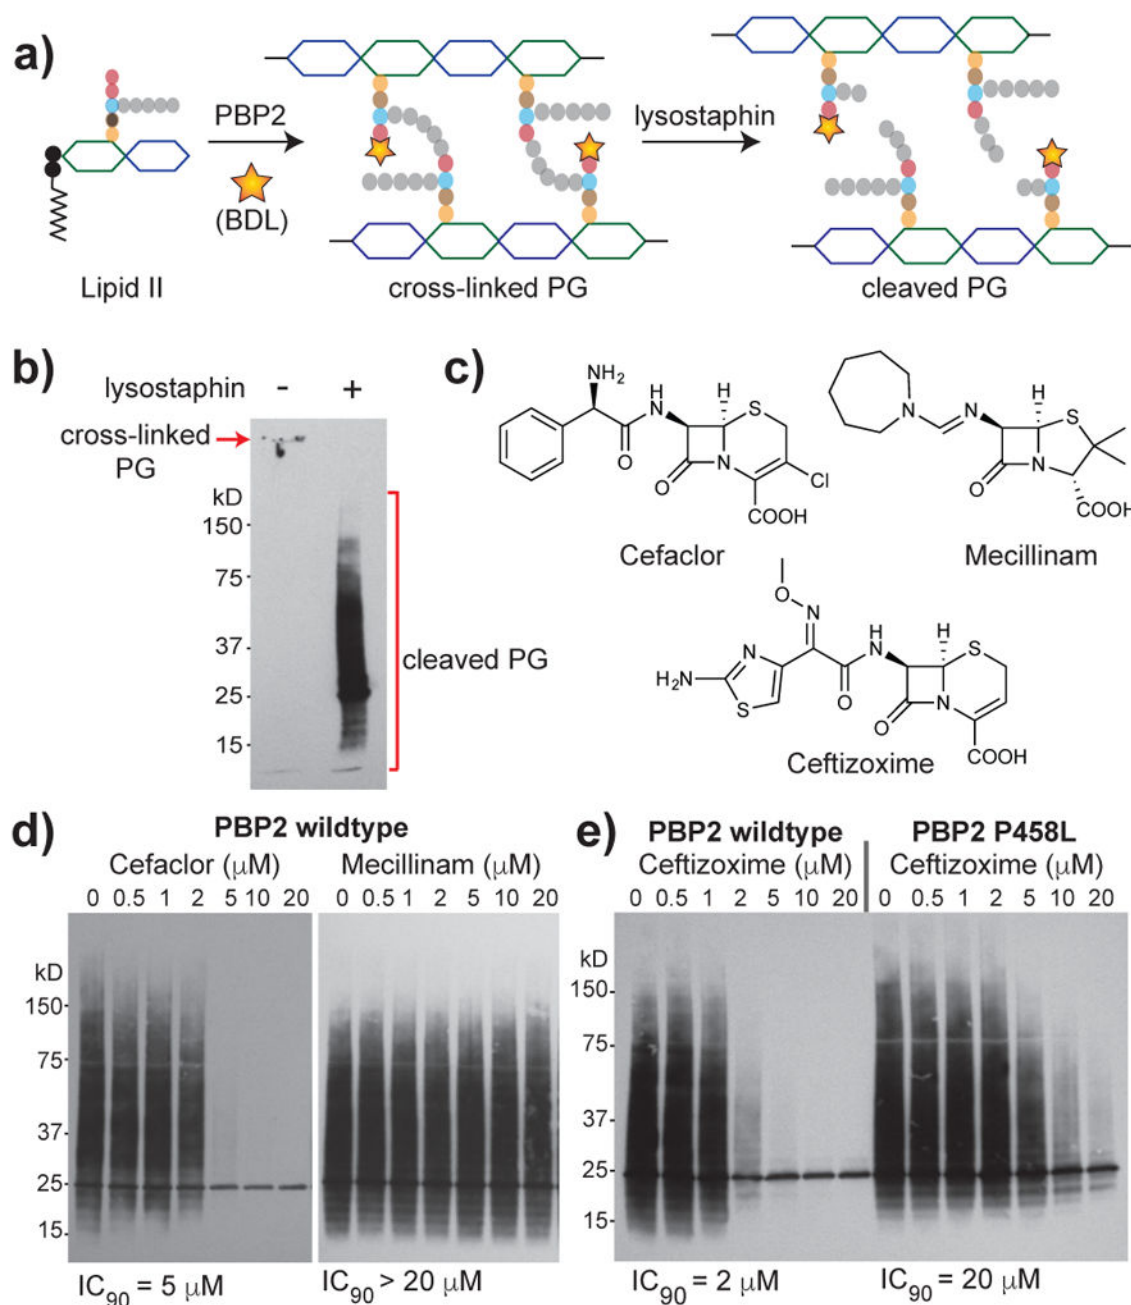 a)
PBP2
(BDL)
lysostaphin
Lipid II
cross-linked PG
cleaved PG
b)
lysostaphin - +
cross-linked
PG
kD
150
75
37
25
15
cleaved PG
c)
NH2
H
N
H
S
O
O
N
Cl
COOH
Cefaclor
N
N
H
S
O
N
COOH
Mecillinam
O
N
H
N
H
S
H2N
N
S
O
O
N
COOH
Ceftizoxime
d)
PBP2 wildtype
Cefaclor (μM) Mecillinam (μM)
0 0.5 1 2 5 10 20 0 0.5 1 2 5 10 20
kD
150
75
37
25
15
IC90 = 5 μM IC90 > 20 μM
e)
PBP2 wildtype PBP2 P458L
Ceftizoxime (μM) Ceftizoxime (μM)
0 0.5 1 2 5 10 20 0 0.5 1 2 5 10 20
kD
150
75
37
25
15
IC90 = 2 μM IC90 = 20 μM